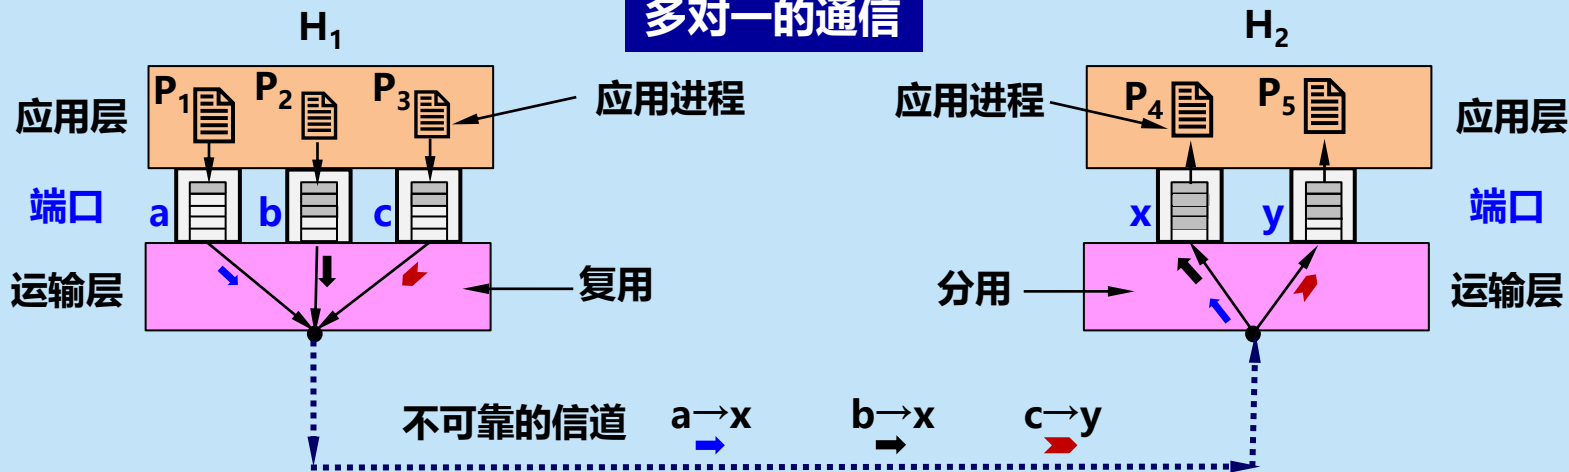 多对一的通信
H₁
H₂
P₁ P₂ P₃
应用进程
应用进程
P₄ P₅
应用层
应用层
端口
a b c
x y
端口
运输层
复用
分用
运输层
不可靠的信道 a→x b→x c→y